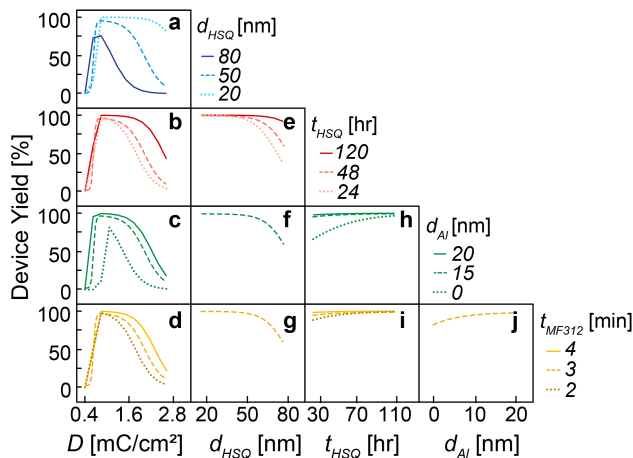 100
50
0
a
d_HSQ [nm]
80
50
20
100
50
0
b
e
t_HSQ [hr]
120
48
24
Device Yield [%]
100
50
0
c
f
h
d_Al [nm]
20
15
0
100
50
0
d
g
i
j
t_MF312 [min]
4
3
2
0.4 1.6 2.8 20 50 80 30 70 110 0 10 20
D [mC/cm²] d_HSQ [nm] t_HSQ [hr] d_Al [nm]